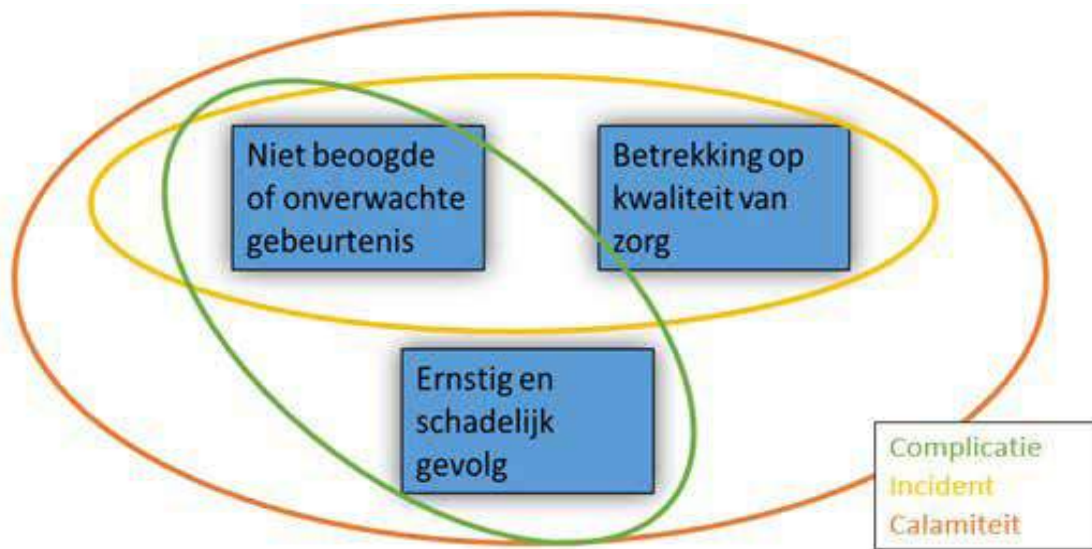 Niet beoogde
of onverwachte
gebeurtenis
Betrekking op
kwaliteit van
zorg
Ernstig en
schadelijk
gevolg
Complicatie
Incident
Calamiteit